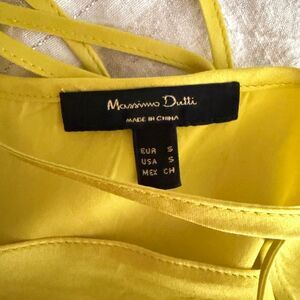 Massimo Dutti
MADE IN CHINA
EUR S
USA S
MEX CH